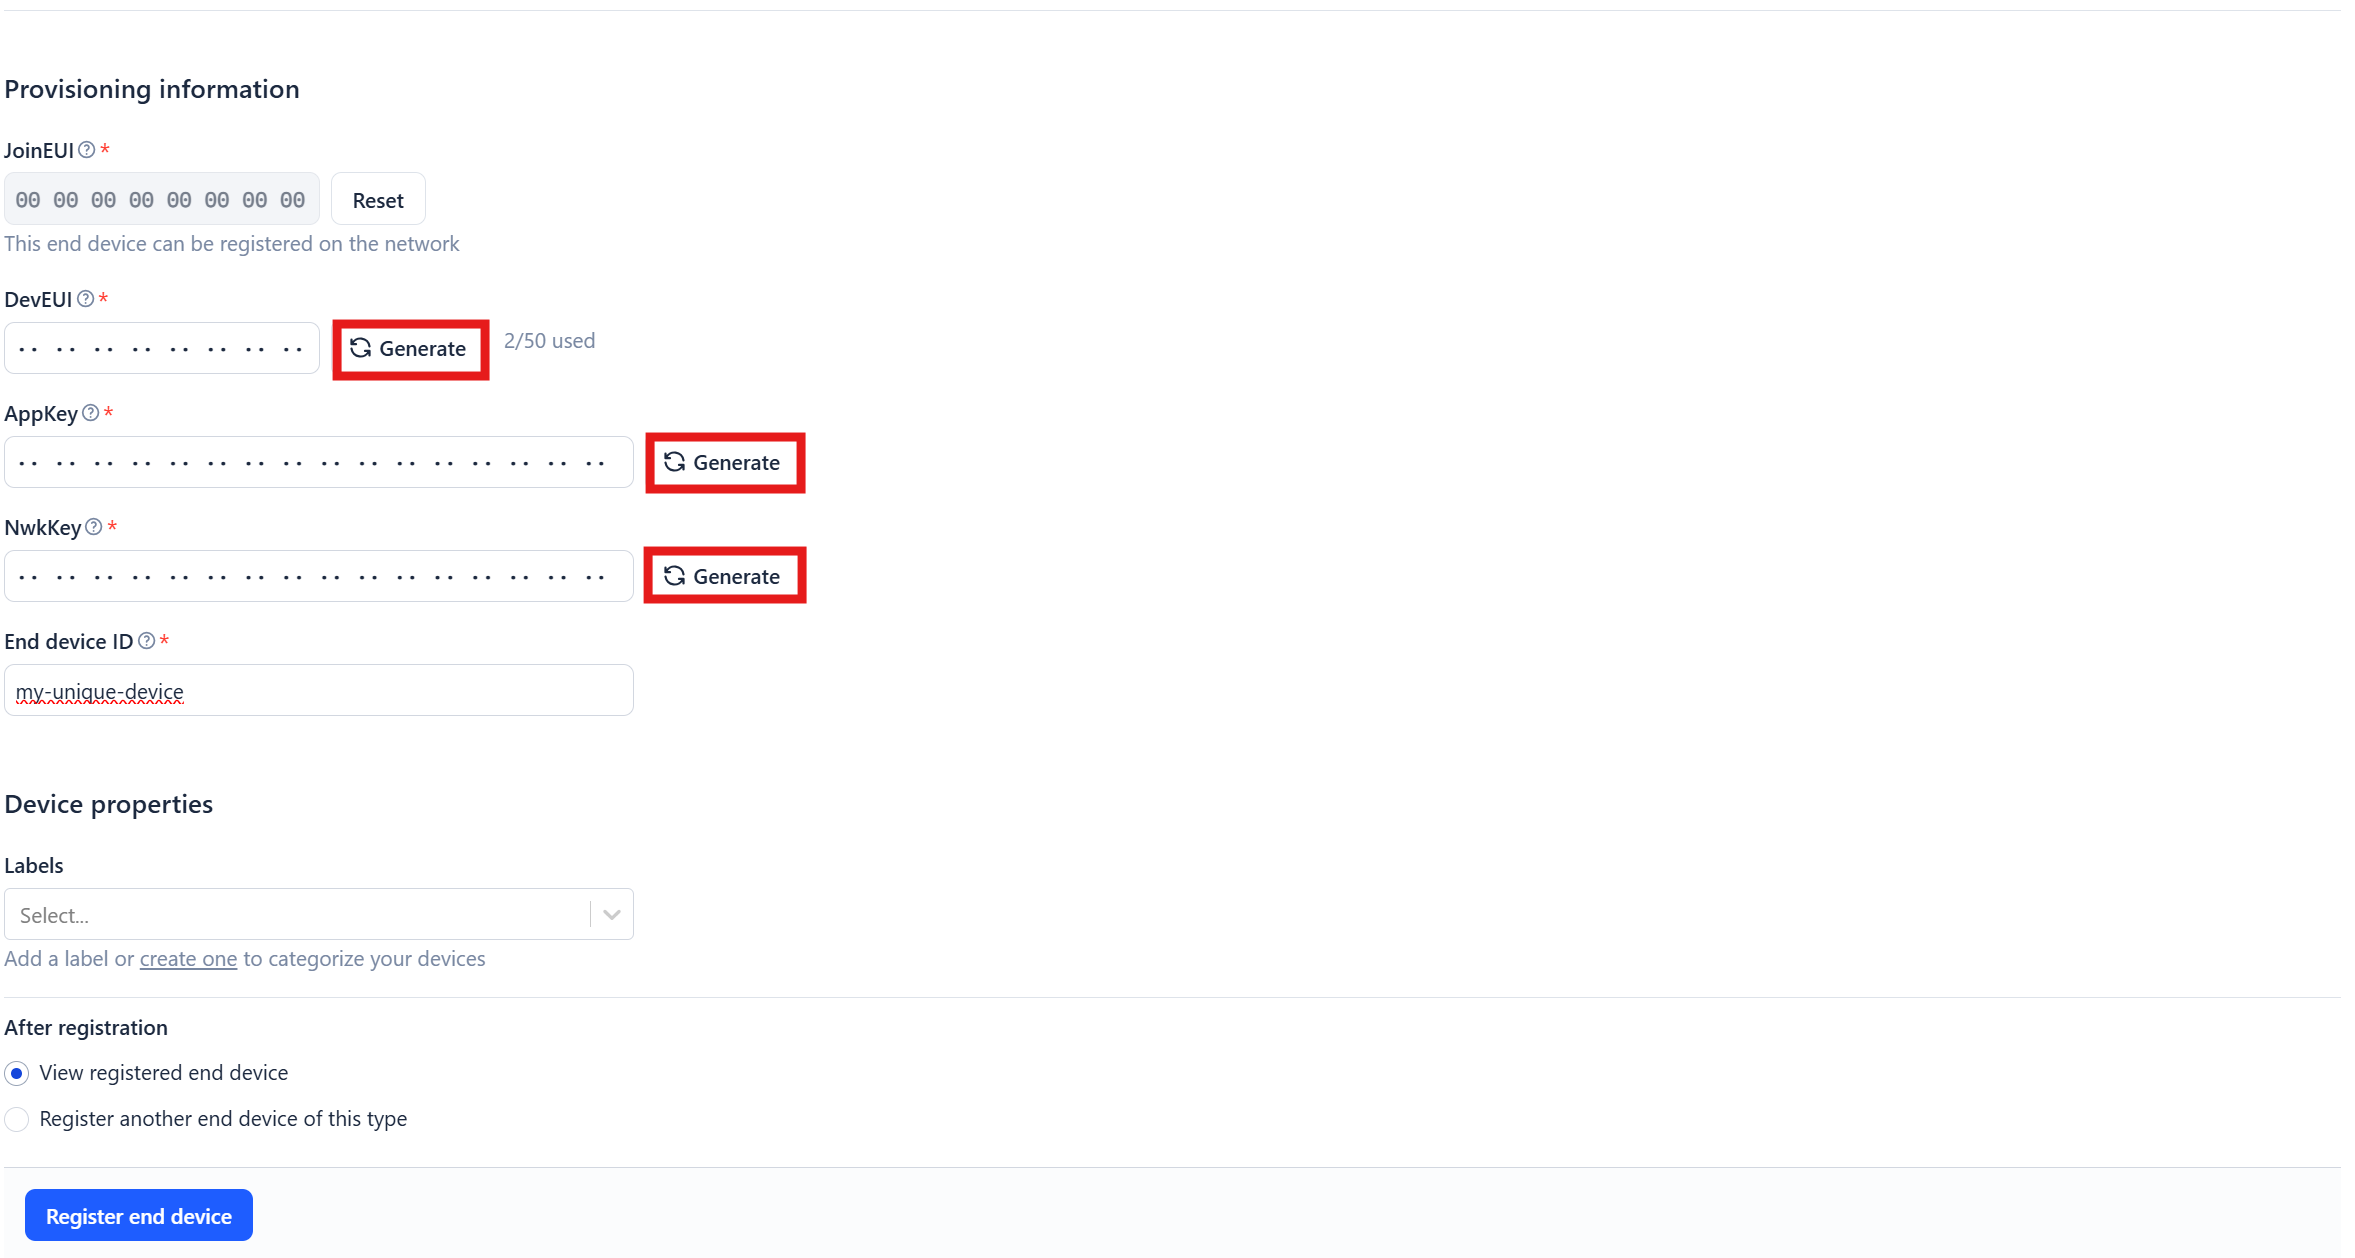 Provisioning information
JoinEUI *
00 00 00 00 00 00 00 00 Reset
This end device can be registered on the network
DevEUI *
·· ·· ·· ·· ·· ·· ·· ·· Generate 2/50 used
AppKey *
·· ·· ·· ·· ·· ·· ·· ·· ·· ·· ·· ·· ·· ·· ·· ·· Generate
NwkKey *
·· ·· ·· ·· ·· ·· ·· ·· ·· ·· ·· ·· ·· ·· ·· ·· Generate
End device ID *
my-unique-device
Device properties
Labels
Select...
Add a label or create one to categorize your devices
After registration
View registered end device
Register another end device of this type
Register end device